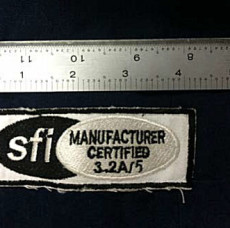 11 10 9 8
1 2 3 4
sfi
MANUFACTURER
CERTIFIED
3.2A/5